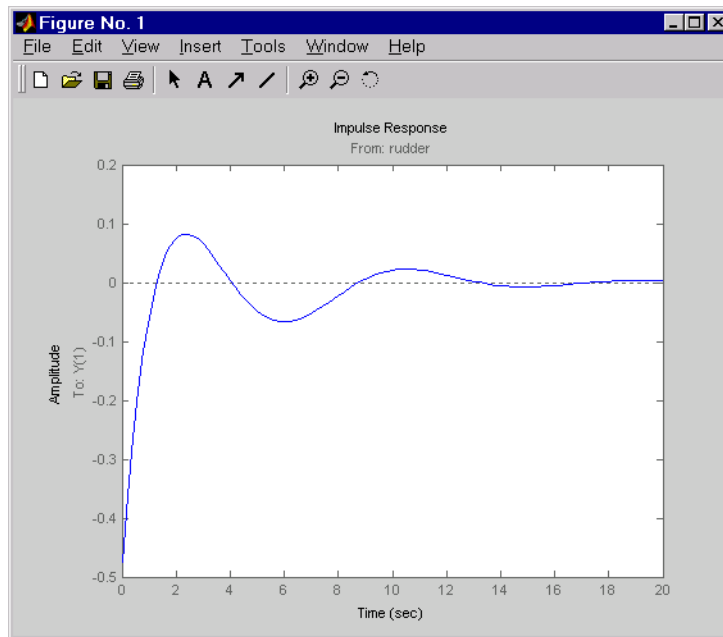 Figure No. 1
File Edit View Insert Tools Window Help
A
Impulse Response
From: rudder
0.2
0.1
0
-0.1
-0.2
-0.3
-0.4
-0.5
Amplitude
To: Y(1)
0 2 4 6 8 10 12 14 16 18 20
Time (sec)